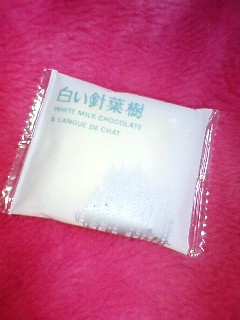 白い針葉樹
WHITE MILK CHOCOLATE
& LANGUE DE CHAT